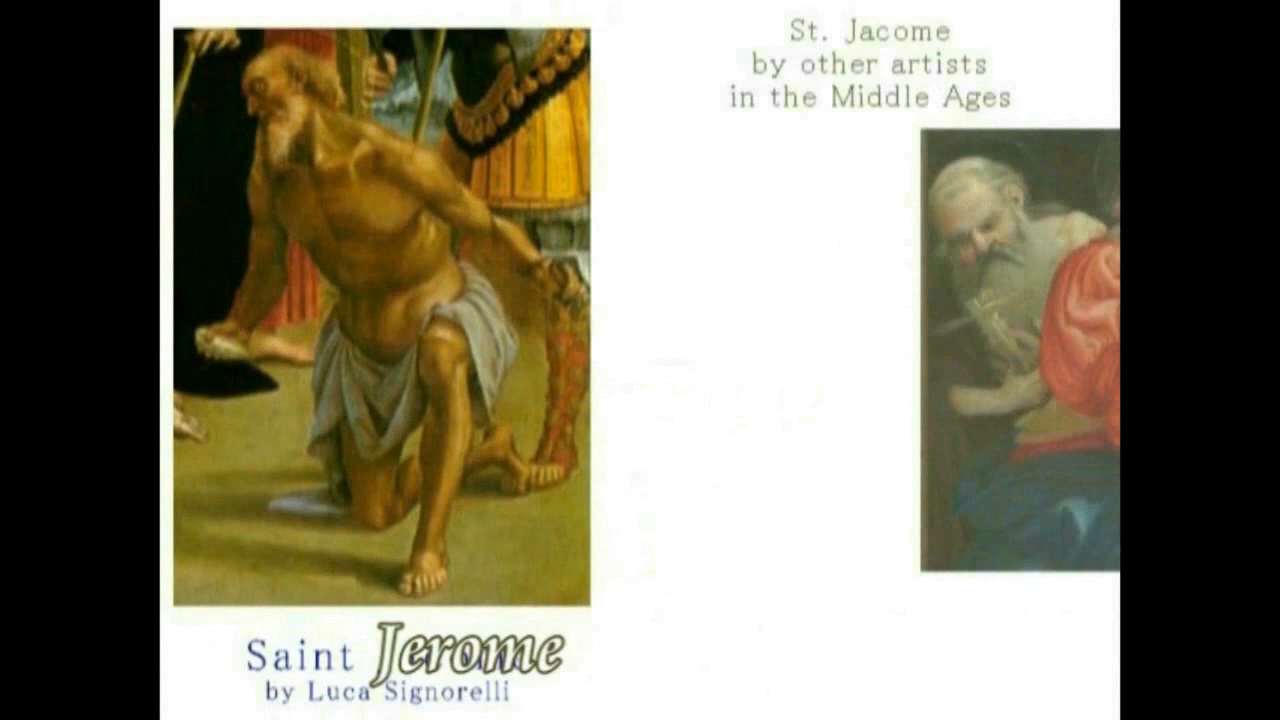 St. Jacome
by other artists
in the Middle Ages
Saint Jerome
by Luca Signorelli